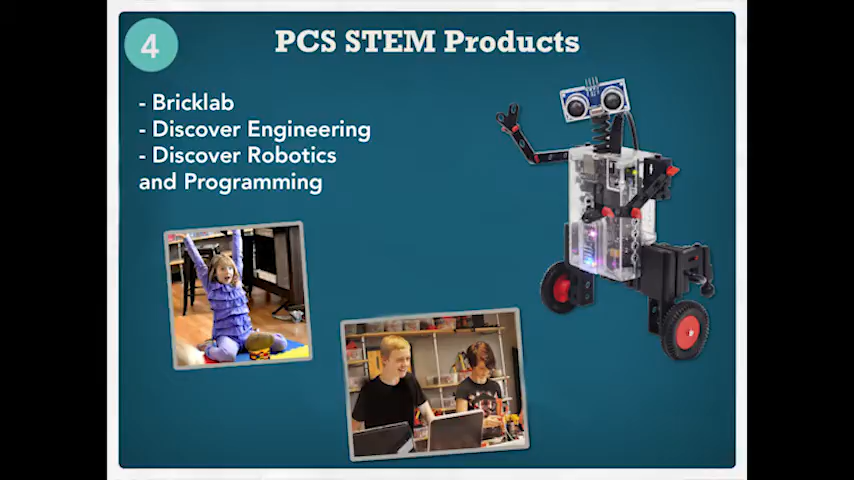 4
PCS STEM Products
- Bricklab
- Discover Engineering
- Discover Robotics
and Programming